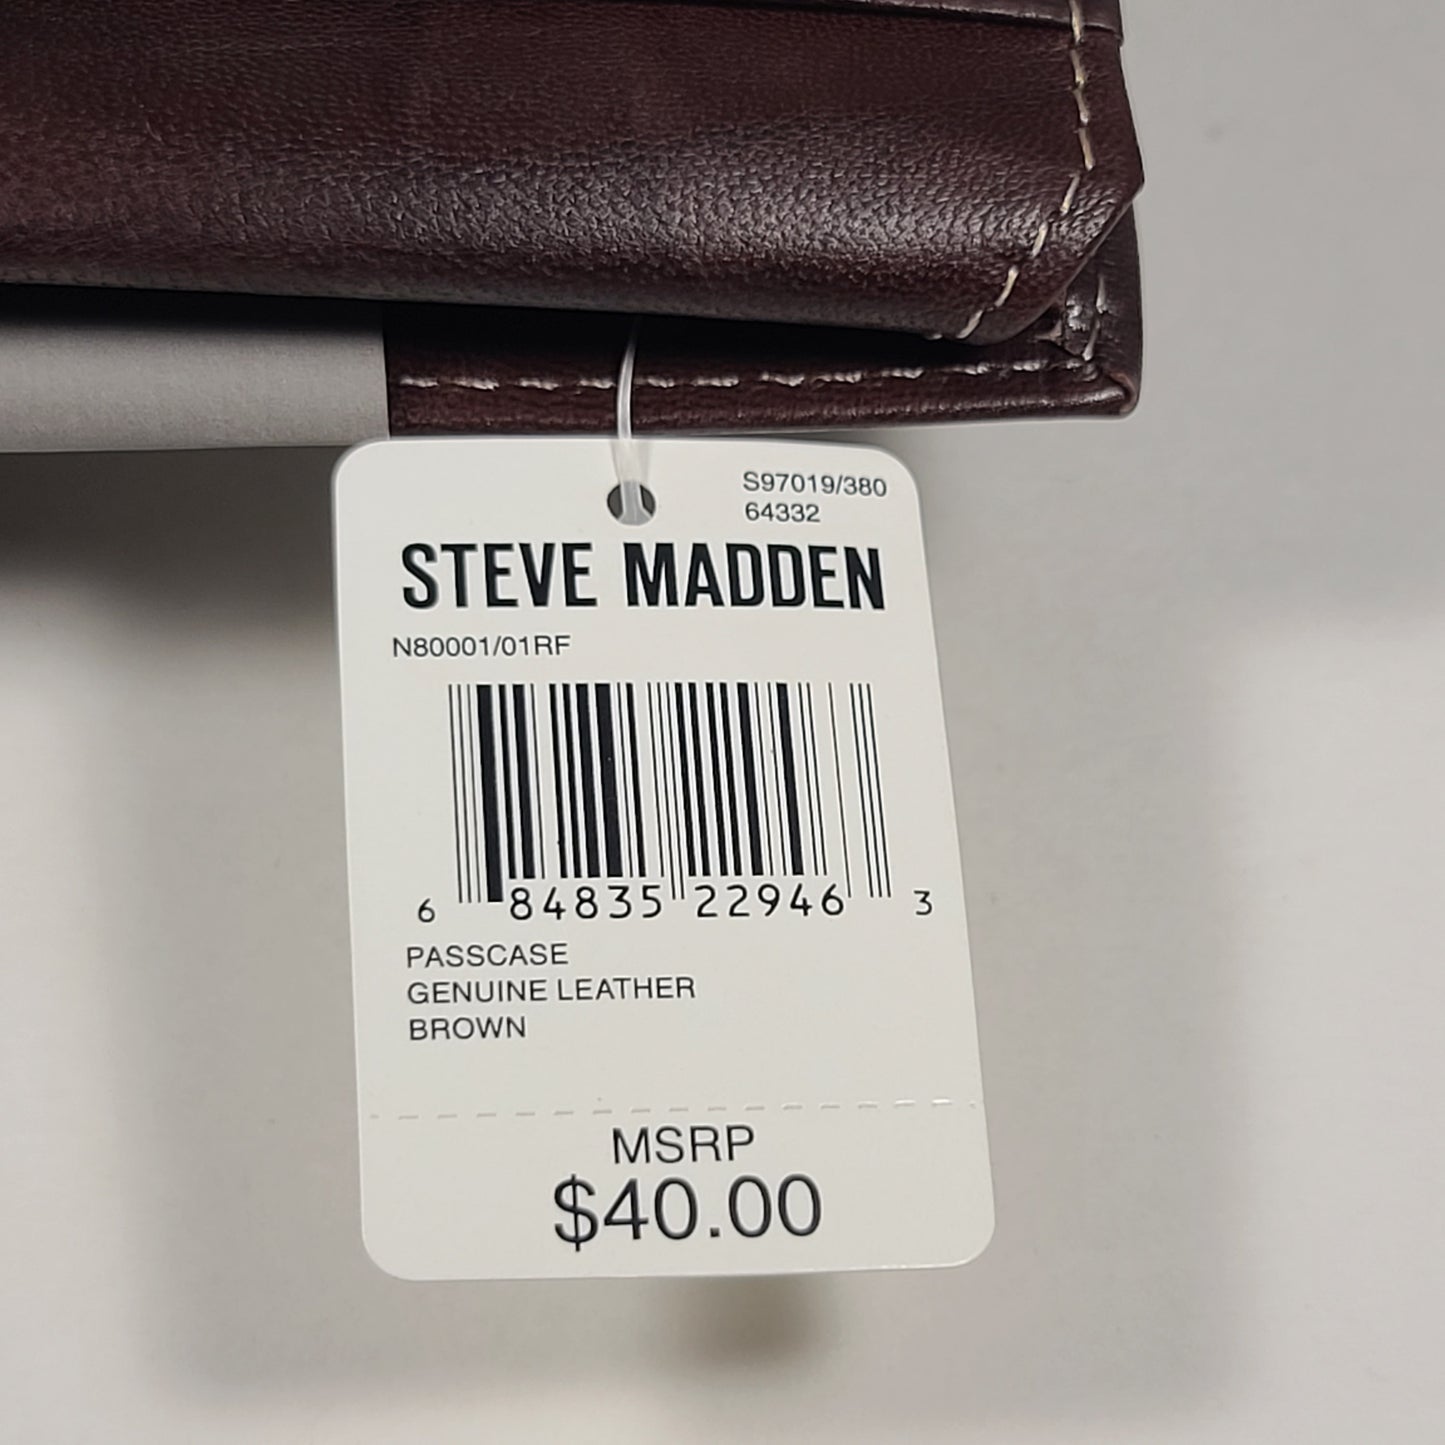 S97019/380
64332
STEVE MADDEN
N80001/01RF
6 84835 22946 3
PASSCASE
GENUINE LEATHER
BROWN
MSRP
$40.00